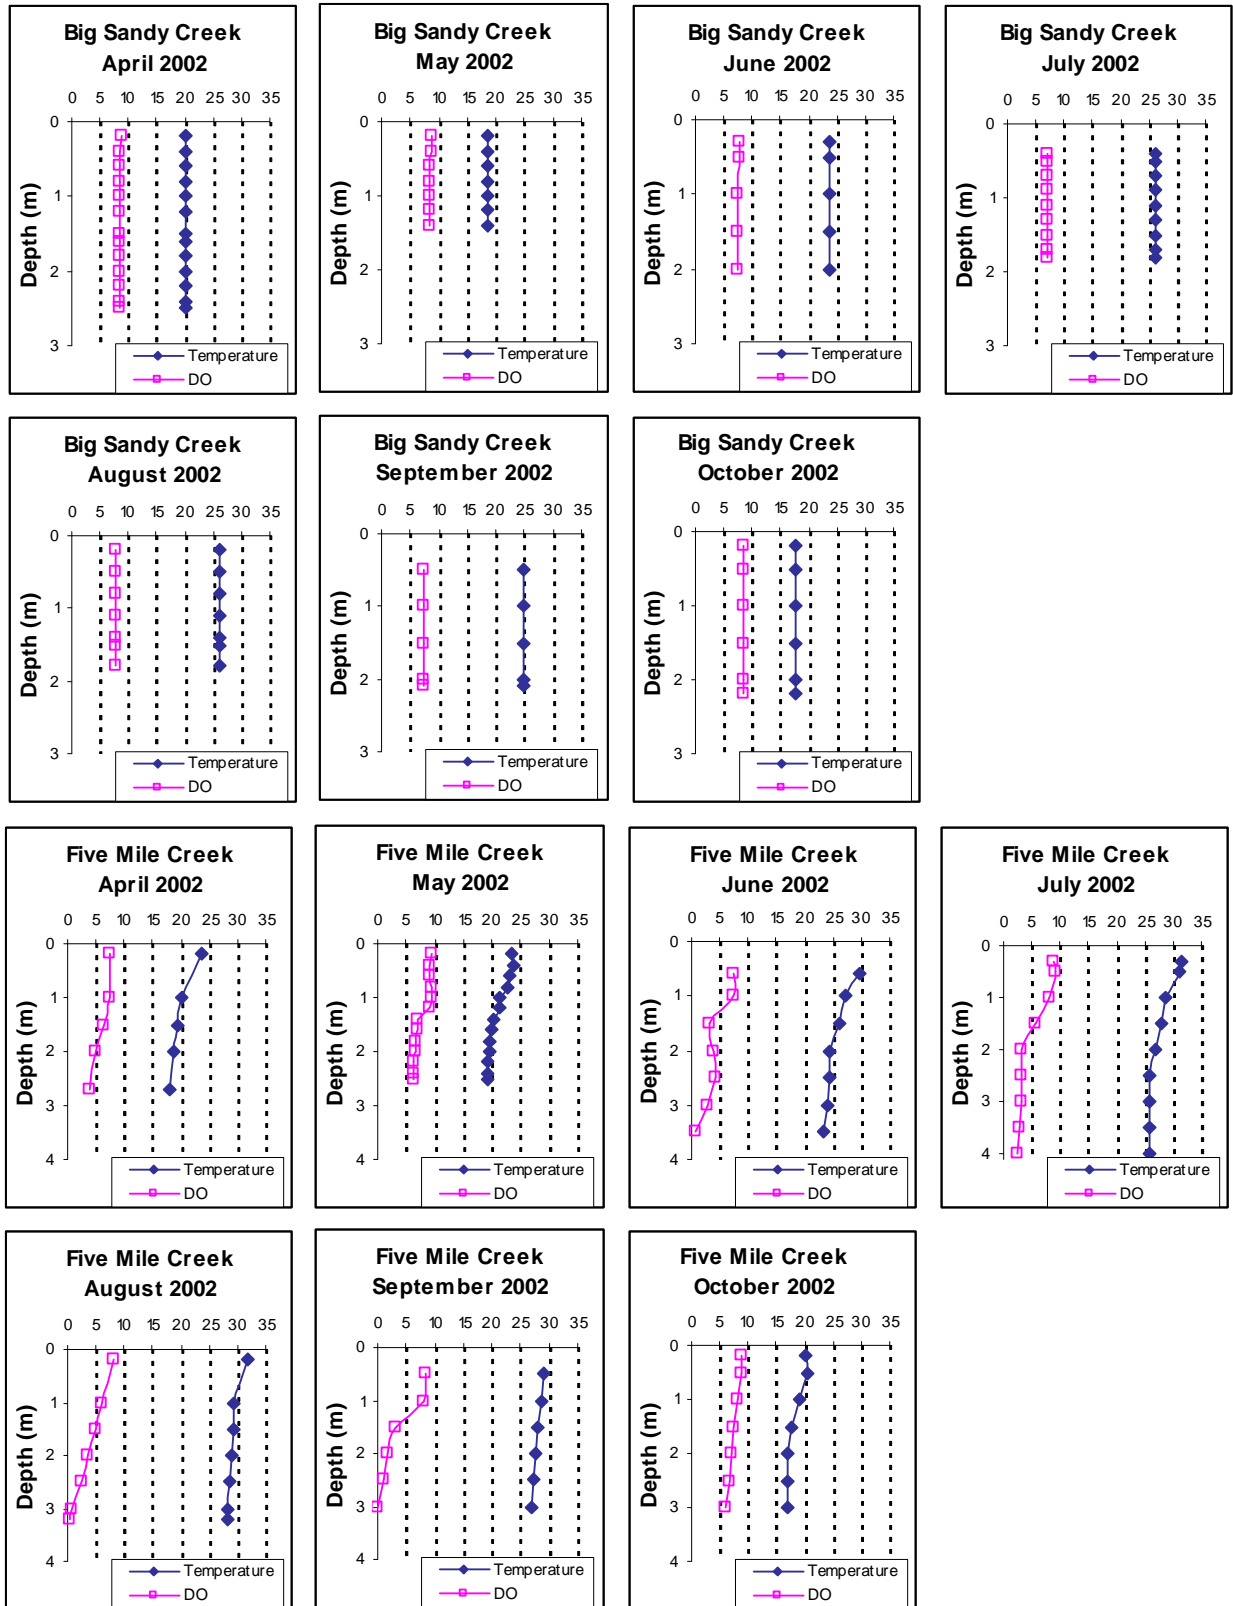 Big Sandy Creek
April 2002
0 5 10 15 20 25 30 35
0
1
2
3
Depth (m)
Temperature
DO
Big Sandy Creek
May 2002
0 5 10 15 20 25 30 35
0
1
2
3
Depth (m)
Temperature
DO
Big Sandy Creek
June 2002
0 5 10 15 20 25 30 35
0
1
2
3
Depth (m)
Temperature
DO
Big Sandy Creek
July 2002
0 5 10 15 20 25 30 35
0
1
2
3
Depth (m)
Temperature
DO
Big Sandy Creek
August 2002
0 5 10 15 20 25 30 35
0
1
2
3
Depth (m)
Temperature
DO
Big Sandy Creek
September 2002
0 5 10 15 20 25 30 35
0
1
2
3
Depth (m)
Temperature
DO
Big Sandy Creek
October 2002
0 5 10 15 20 25 30 35
0
1
2
3
Depth (m)
Temperature
DO
Five Mile Creek
April 2002
0 5 10 15 20 25 30 35
0
1
2
3
4
Depth (m)
Temperature
DO
Five Mile Creek
May 2002
0 5 10 15 20 25 30 35
0
1
2
3
4
Depth (m)
Temperature
DO
Five Mile Creek
June 2002
0 5 10 15 20 25 30 35
0
1
2
3
4
Depth (m)
Temperature
DO
Five Mile Creek
July 2002
0 5 10 15 20 25 30 35
0
1
2
3
4
Depth (m)
Temperature
DO
Five Mile Creek
August 2002
0 5 10 15 20 25 30 35
0
1
2
3
4
Depth (m)
Temperature
DO
Five Mile Creek
September 2002
0 5 10 15 20 25 30 35
0
1
2
3
4
Depth (m)
Temperature
DO
Five Mile Creek
October 2002
0 5 10 15 20 25 30 35
0
1
2
3
4
Depth (m)
Temperature
DO